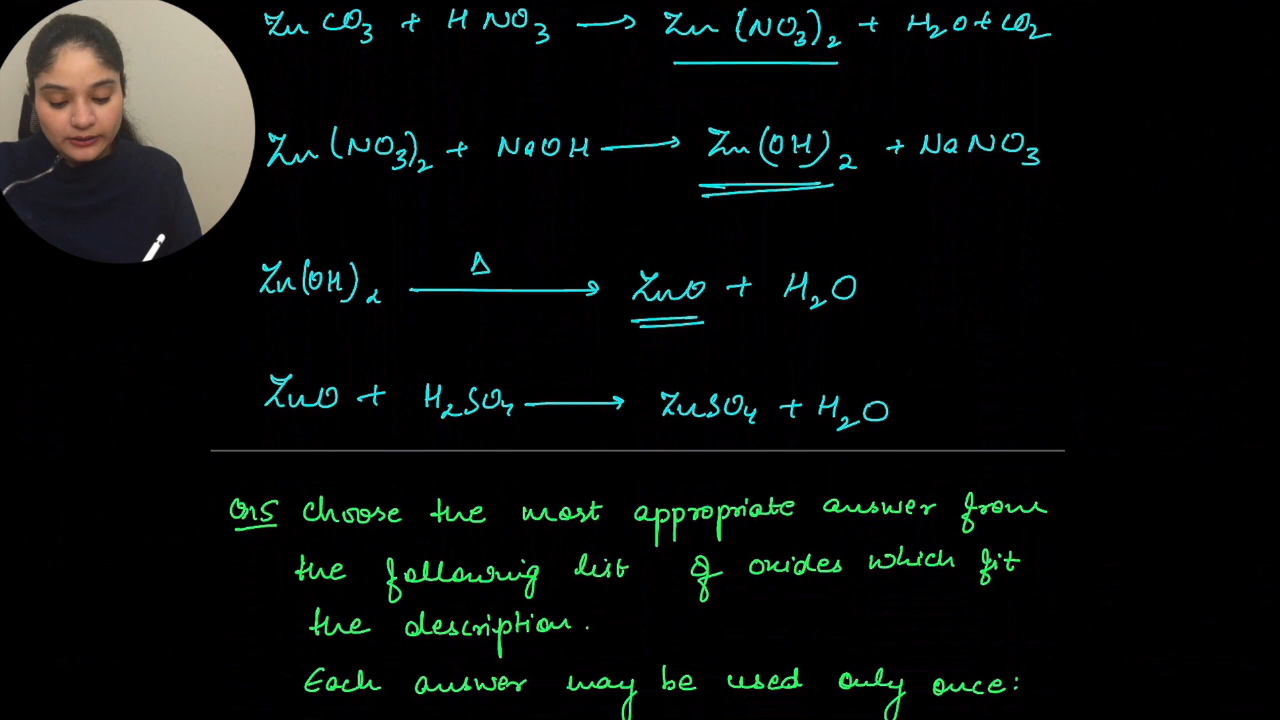 ZnCO3 + HNO3 → Zn(NO3)2 + H2O + CO2
Zn(NO3)2 + NaOH → Zn(OH)2 + NaNO3
Δ
Zn(OH)2 → ZnO + H2O
ZnO + H2SO4 → ZnSO4 + H2O
Q15 Choose the most appropriate answer from
the following list of oxides which fit
the description.
Each answer may be used only once: